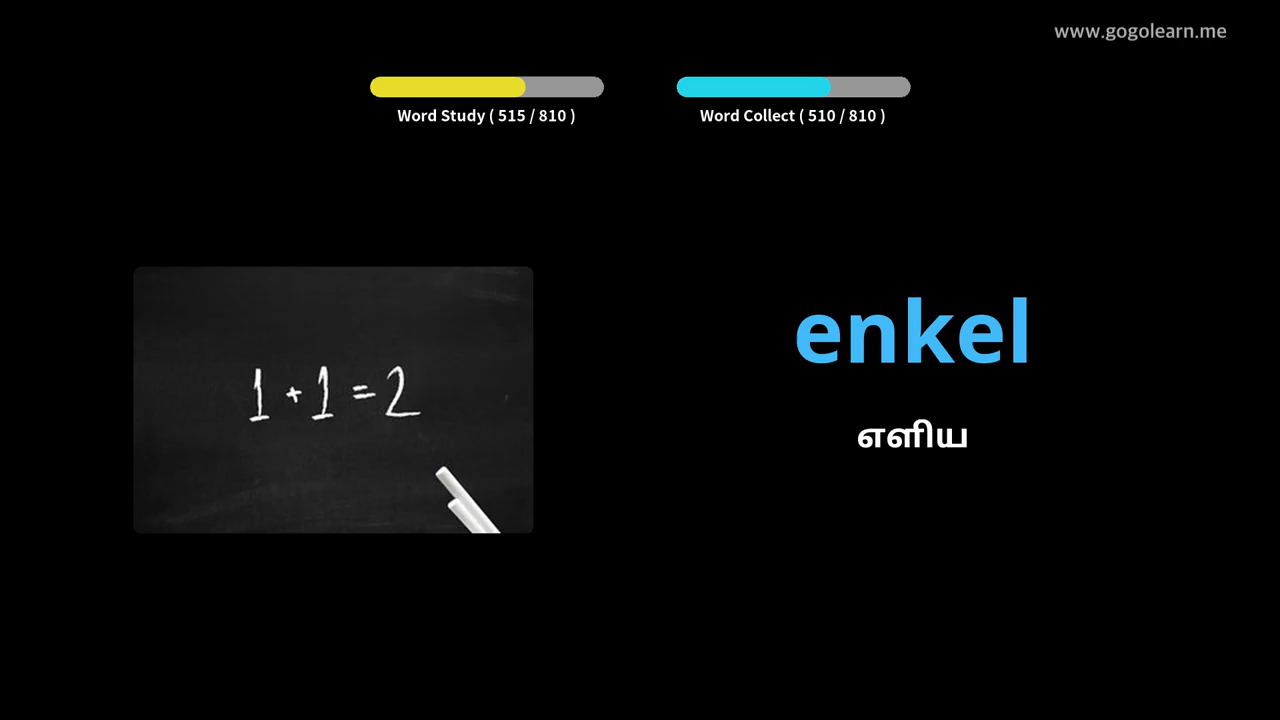 www.gogolearn.me
Word Study ( 515 / 810 )
Word Collect ( 510 / 810 )
1 + 1 = 2
enkel
எளிய